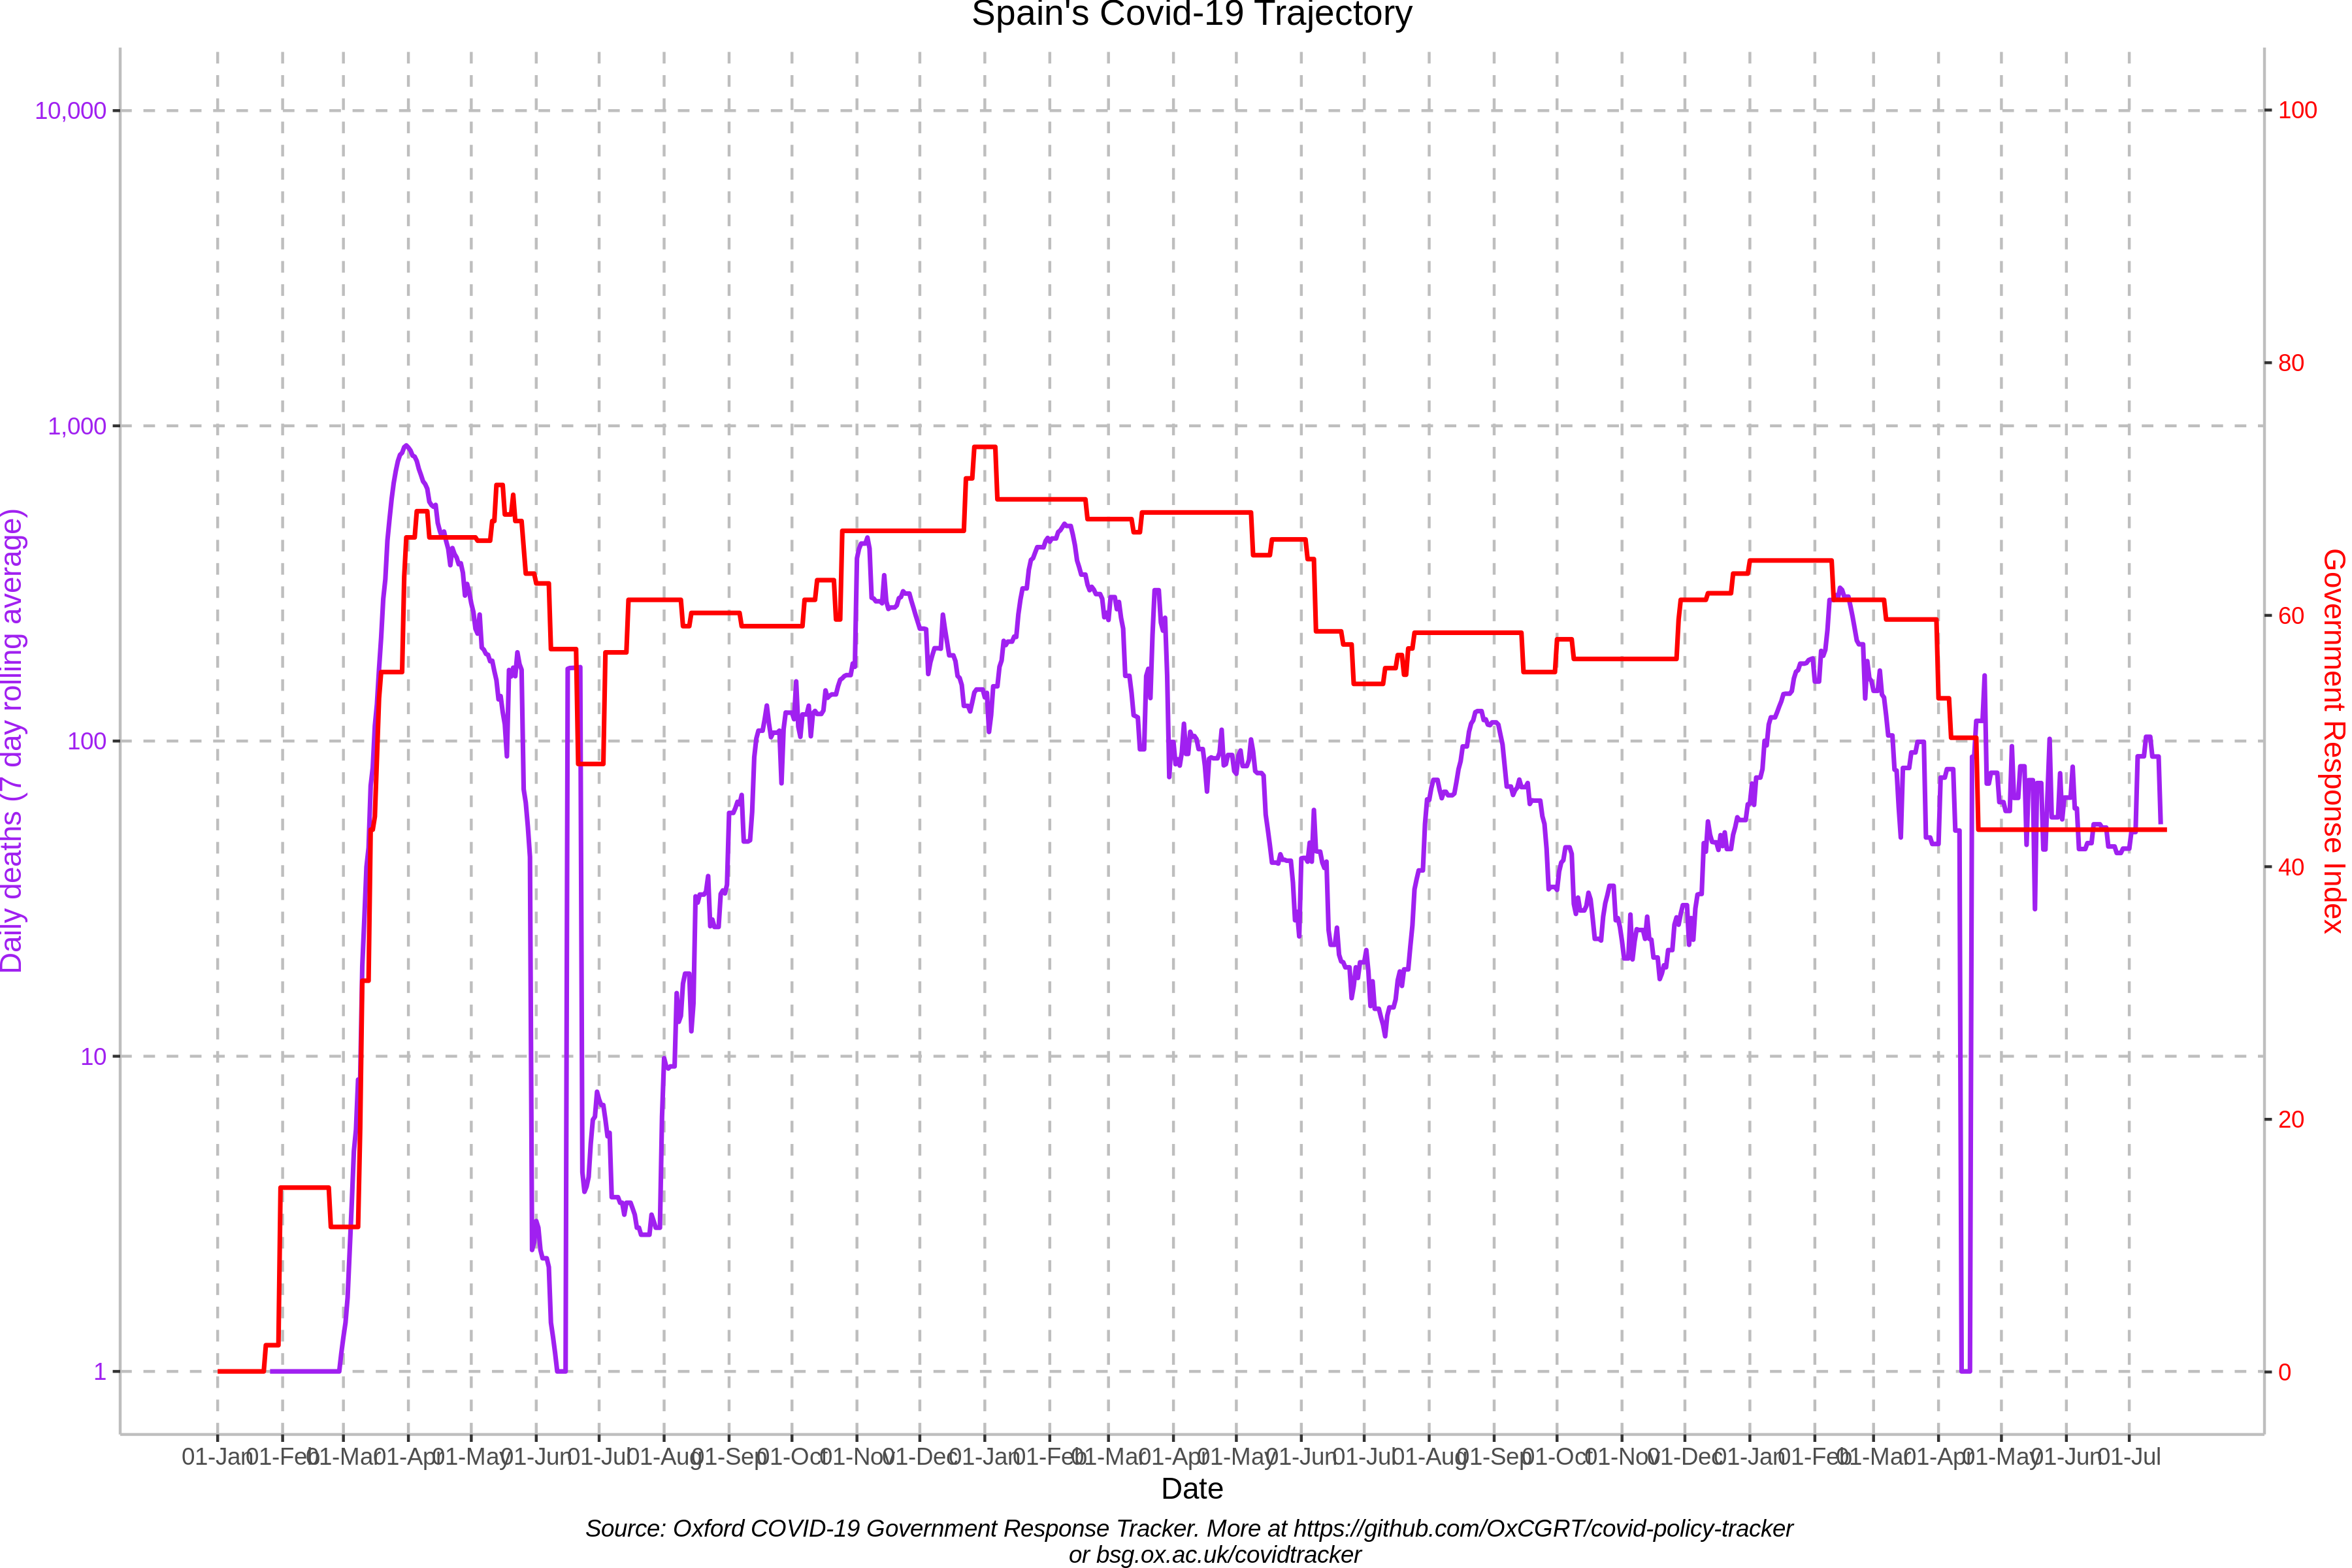 Spain's Covid-19 Trajectory
10,000
1,000
100
10
1
Daily deaths (7 day rolling average)
100
80
60
40
20
0
Government Response Index
01-Jan 01-Feb 01-Mar 01-Apr 01-May 01-Jun 01-Jul 01-Aug 01-Sep 01-Oct 01-Nov 01-Dec 01-Jan 01-Feb 01-Mar 01-Apr 01-May 01-Jun 01-Jul 01-Aug 01-Sep 01-Oct 01-Nov 01-Dec 01-Jan 01-Feb 01-Mar 01-Apr 01-May 01-Jun 01-Jul
Date
Source: Oxford COVID-19 Government Response Tracker. More at https://github.com/OxCGRT/covid-policy-tracker
or bsg.ox.ac.uk/covidtracker